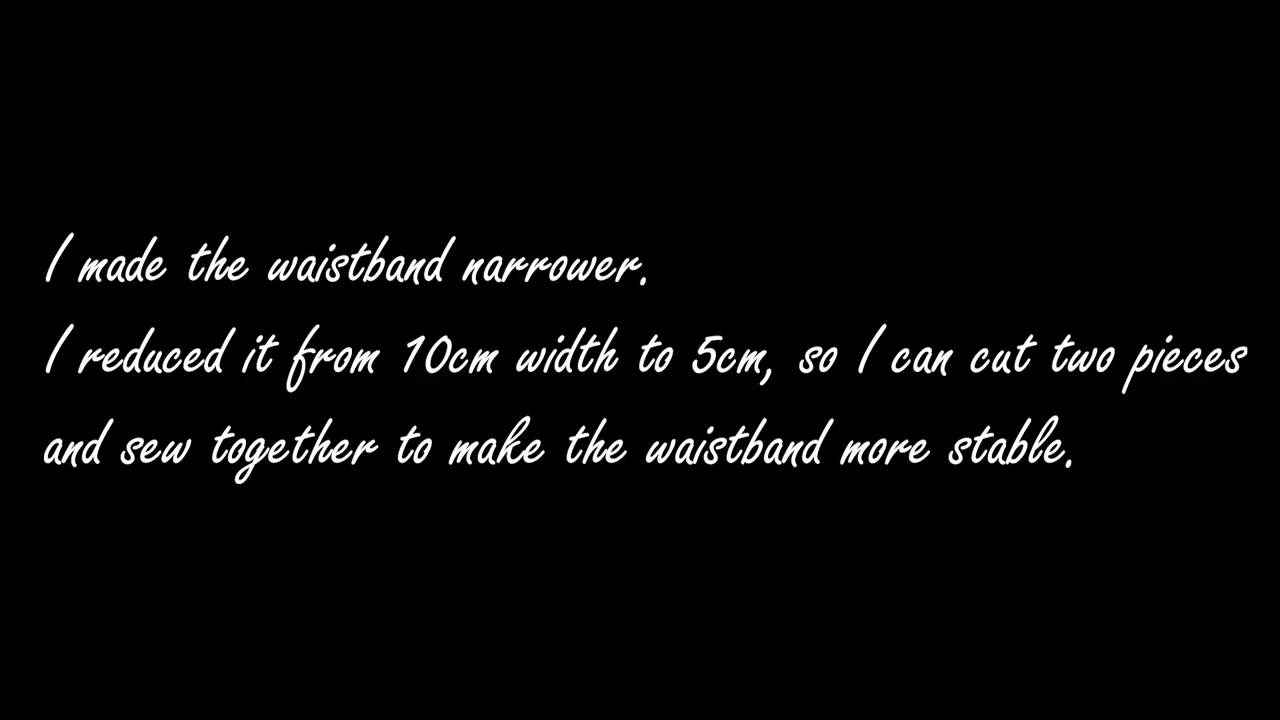 I made the waistband narrower.
I reduced it from 10cm width to 5cm, so I can cut two pieces
and sew together to make the waistband more stable.